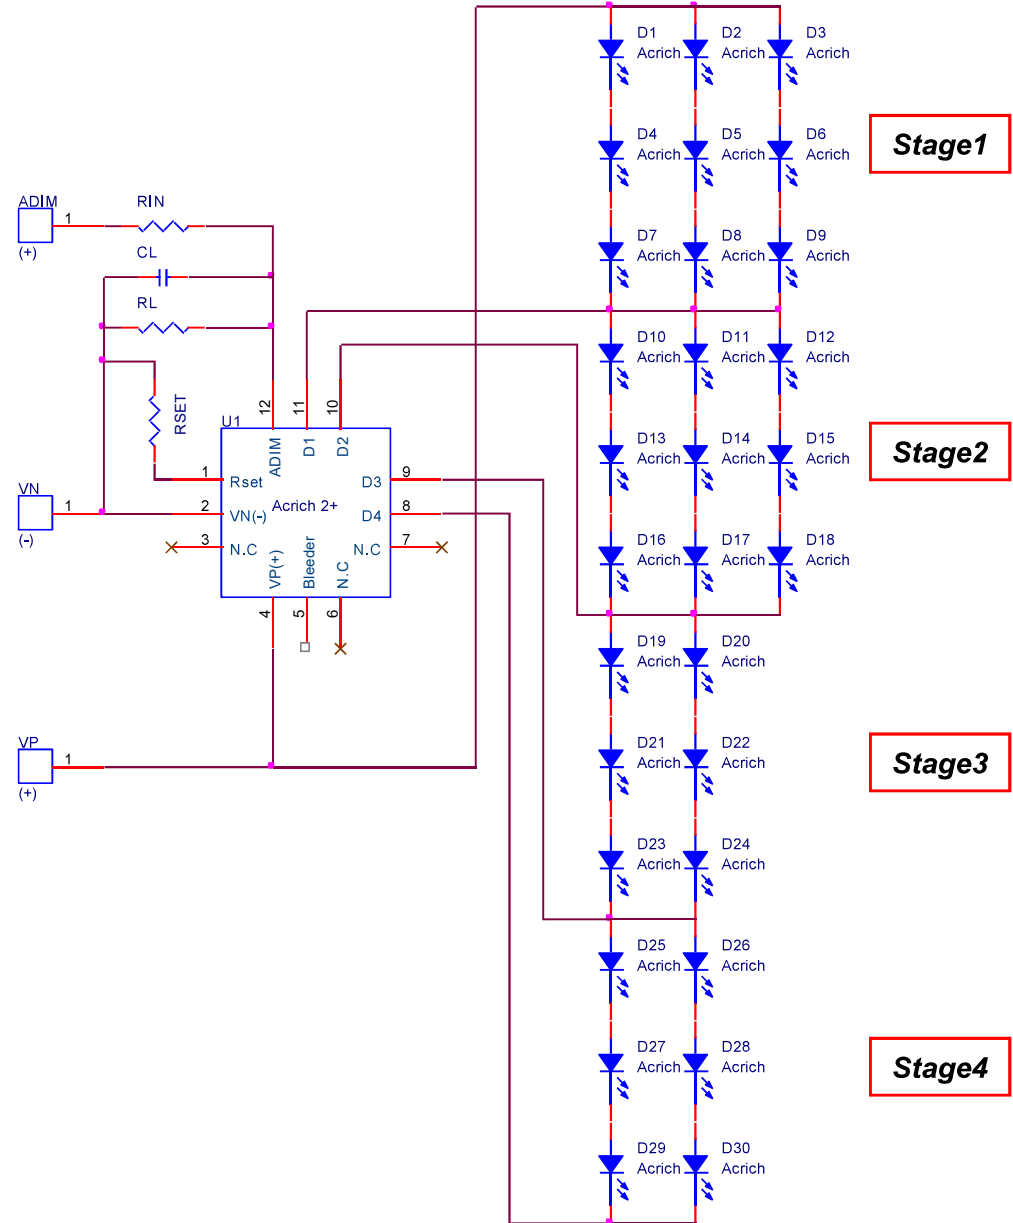 D1 D2 D3
Acrich Acrich Acrich
D4 D5 D6
Acrich Acrich Acrich
Stage1
D7 D8 D9
Acrich Acrich Acrich
ADIM
1
(+)
RIN
CL
RL
RSET
D10 D11 D12
Acrich Acrich Acrich
D13 D14 D15
Acrich Acrich Acrich
Stage2
D16 D17 D18
Acrich Acrich Acrich
U1
12 11 10
ADIM D1 D2
1 Rset
D3 9
VN
1
(-)
2 VN(-)
Acrich 2+
D4 8
3 N.C
N.C 7
VP(+) Bleeder N.C
4 5 6
D19 D20
Acrich Acrich
VP
1
(+)
D21 D22
Acrich Acrich
Stage3
D23 D24
Acrich Acrich
D25 D26
Acrich Acrich
D27 D28
Acrich Acrich
Stage4
D29 D30
Acrich Acrich